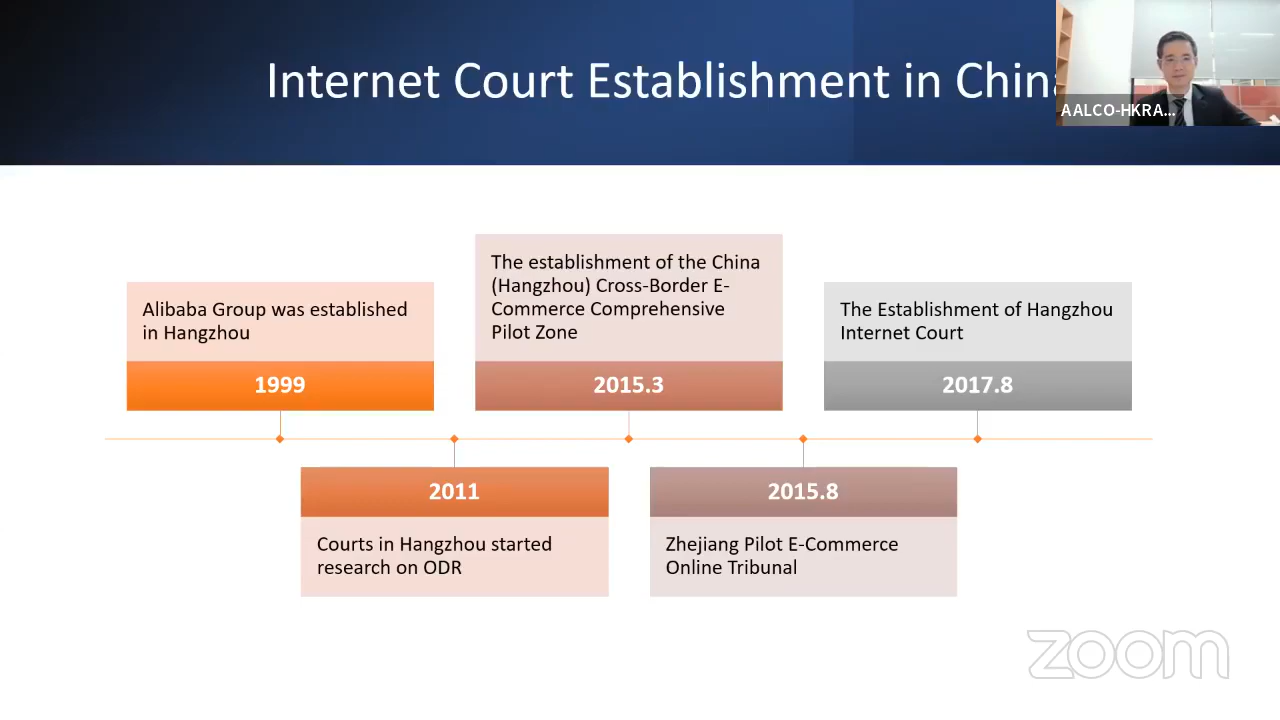 Internet Court Establishment in China
AALCO-HKRA...
Alibaba Group was established
in Hangzhou
1999
The establishment of the China
(Hangzhou) Cross-Border E-
Commerce Comprehensive
Pilot Zone
2015.3
The Establishment of Hangzhou
Internet Court
2017.8
2011
Courts in Hangzhou started
research on ODR
2015.8
Zhejiang Pilot E-Commerce
Online Tribunal
zoom